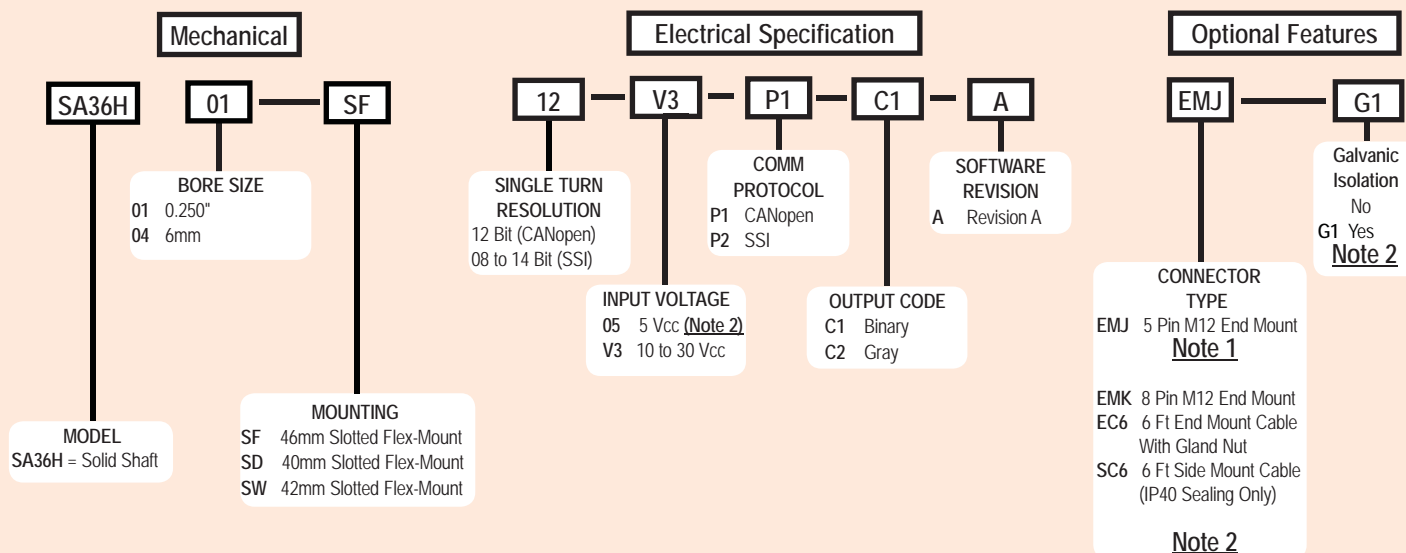 Mechanical
Electrical Specification
Optional Features
SA36H
01
SF
12
V3
P1
C1
A
EMJ
G1
MODEL
SA36H = Solid Shaft
BORE SIZE
01 0.250"
04 6mm
MOUNTING
SF 46mm Slotted Flex-Mount
SD 40mm Slotted Flex-Mount
SW 42mm Slotted Flex-Mount
SINGLE TURN
RESOLUTION
12 Bit (CANopen)
08 to 14 Bit (SSI)
INPUT VOLTAGE
05 5 Vcc (Note 2)
V3 10 to 30 Vcc
COMM
PROTOCOL
P1 CANopen
P2 SSI
OUTPUT CODE
C1 Binary
C2 Gray
SOFTWARE
REVISION
A Revision A
CONNECTOR
TYPE
EMJ 5 Pin M12 End Mount
Note 1
EMK 8 Pin M12 End Mount
EC6 6 Ft End Mount Cable
With Gland Nut
SC6 6 Ft Side Mount Cable
(IP40 Sealing Only)
Note 2
Galvanic
Isolation
No
G1 Yes
Note 2